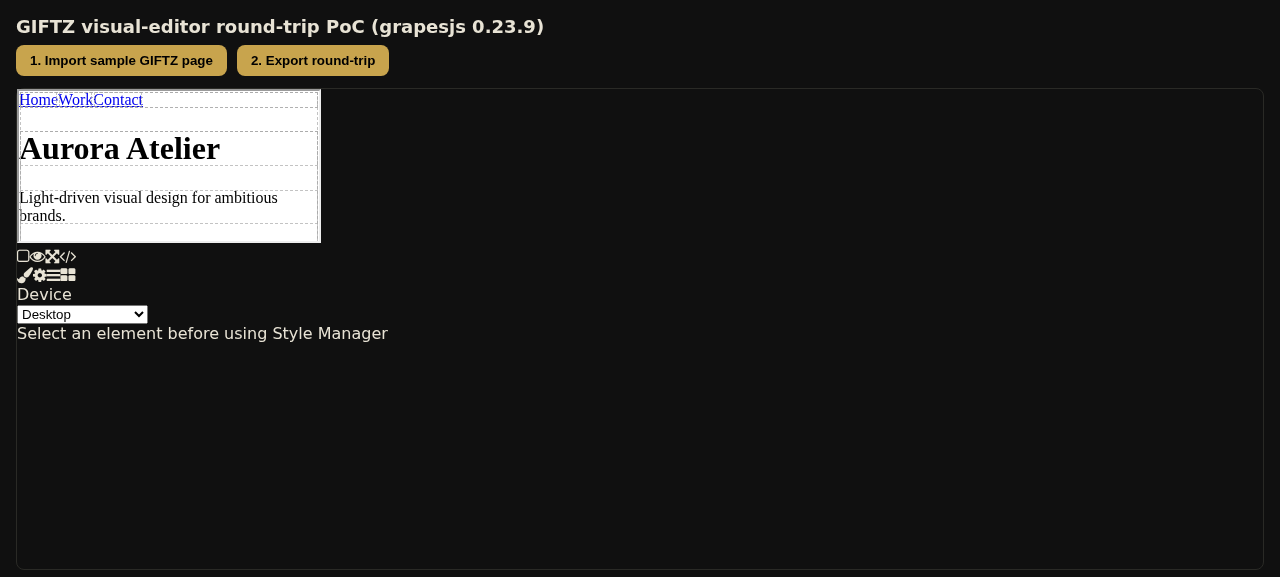 GIFTZ visual-editor round-trip PoC (grapesjs 0.23.9)
1. Import sample GIFTZ page 2. Export round-trip
HomeWorkContact
Aurora Atelier
Light-driven visual design for ambitious
brands.
Device
Desktop
Select an element before using Style Manager